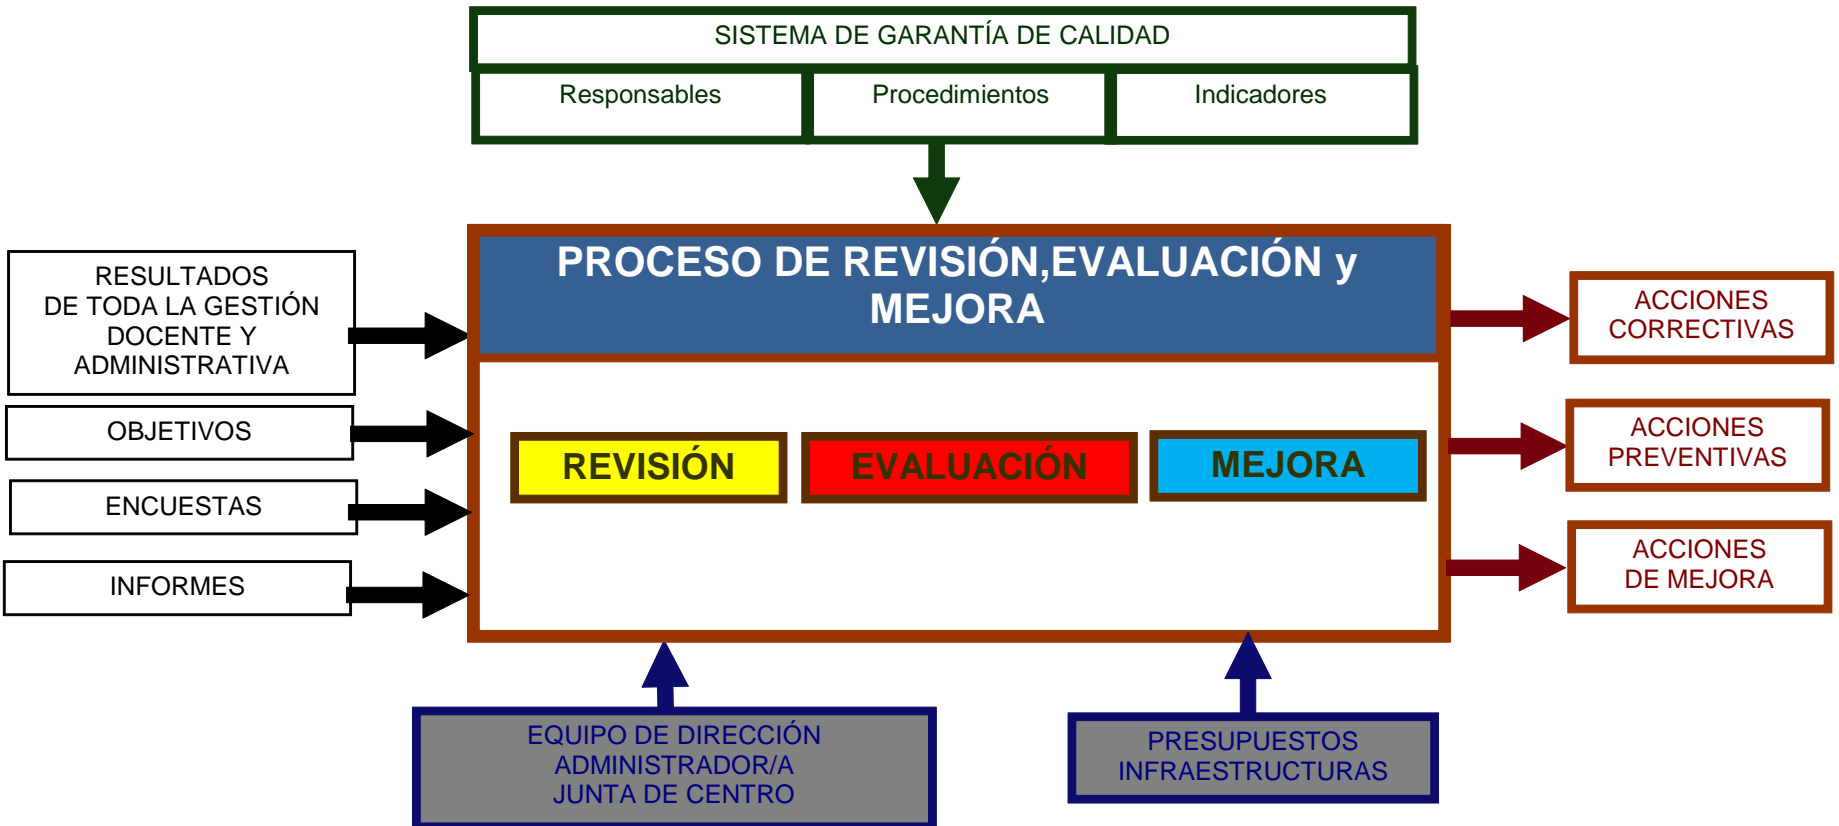 SISTEMA DE GARANTÍA DE CALIDAD
Responsables
Procedimientos
Indicadores
PROCESO DE REVISIÓN,EVALUACIÓN y
MEJORA
RESULTADOS
DE TODA LA GESTIÓN
DOCENTE Y
ADMINISTRATIVA
OBJETIVOS
ENCUESTAS
INFORMES
REVISIÓN
EVALUACIÓN
MEJORA
ACCIONES
CORRECTIVAS
ACCIONES
PREVENTIVAS
ACCIONES
DE MEJORA
EQUIPO DE DIRECCIÓN
ADMINISTRADOR/A
JUNTA DE CENTRO
PRESUPUESTOS
INFRAESTRUCTURAS